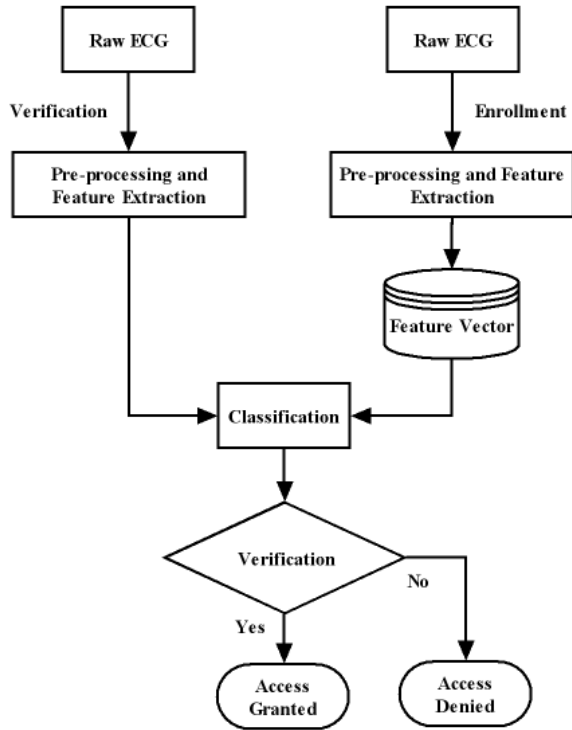 Raw ECG
Raw ECG
Verification
Enrollment
Pre-processing and
Feature Extraction
Pre-processing and Feature
Extraction
Feature Vector
Classification
Verification
No
Yes
Access
Granted
Access
Denied